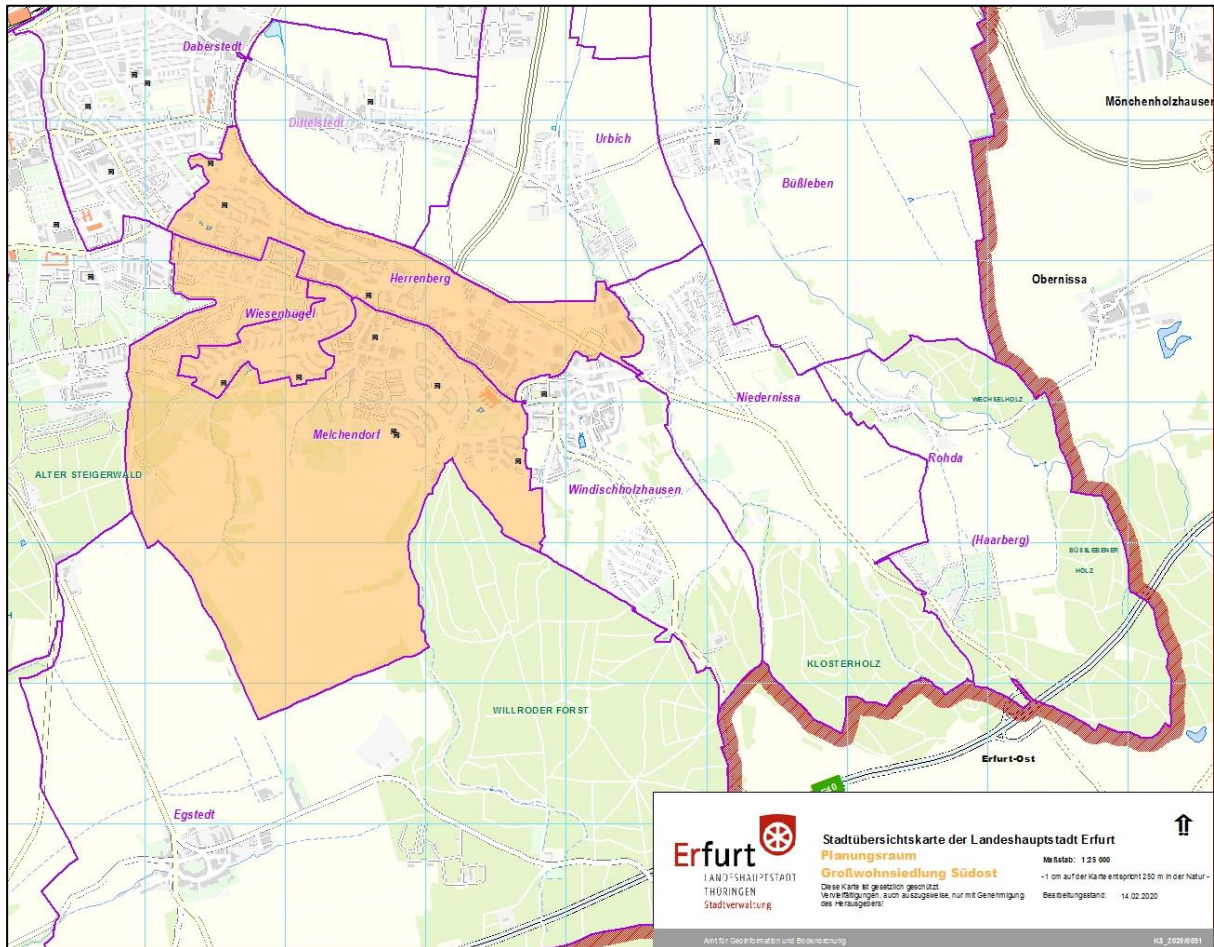 Daberstedt
Dittelstedt
Urbich
Mönchenholzhausen
Büßleben
Herrenberg
Obernissa
Wiesenhügel
Niedernissa
WECHSELHOLZ
Melchendorf
Rohda
ALTER STEIGERWALD
Windischholzhausen
(Haarberg)
BÜßLEBENER
HOLZ
KLOSTERHOLZ
WILLRODER FORST
Erfurt-Ost
Egstedt
Erfurt
LANDESHAUPTSTADT
THÜRINGEN
Stadtverwaltung
Stadtübersichtskarte der Landeshauptstadt Erfurt
Planungsraum
Großwohnsiedlung Südost
Diese Karte ist gesetzlich geschützt.
Vervielfältigungen, auch auszugsweise, nur mit Genehmigung
des Herausgebers!
Maßstab: 1:25 000
- 1 cm auf der Karte entspricht 250 m in der Natur -
Bearbeitungsstand: 14.02.2020
Amt für Geoinformation und Bodenordnung
KS_2020/0091